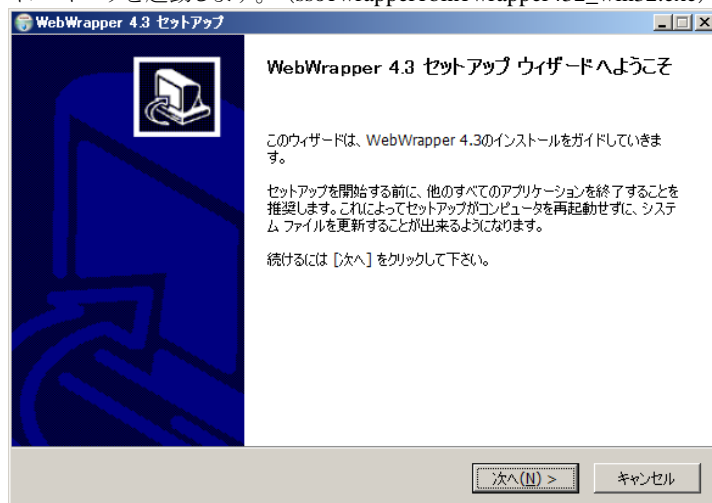 WebWrapper 4.3 セットアップ
WebWrapper 4.3 セットアップ ウィザードへようこそ
このウィザードは、WebWrapper 4.3のインストールをガイドしていきま
す。
セットアップを開始する前に、他のすべてのアプリケーションを終了することを
推奨します。これによってセットアップがコンピュータを再起動せずに、システ
ム ファイルを更新することが出来るようになります。
続けるには [次へ] をクリックして下さい。
次へ(N) >
キャンセル